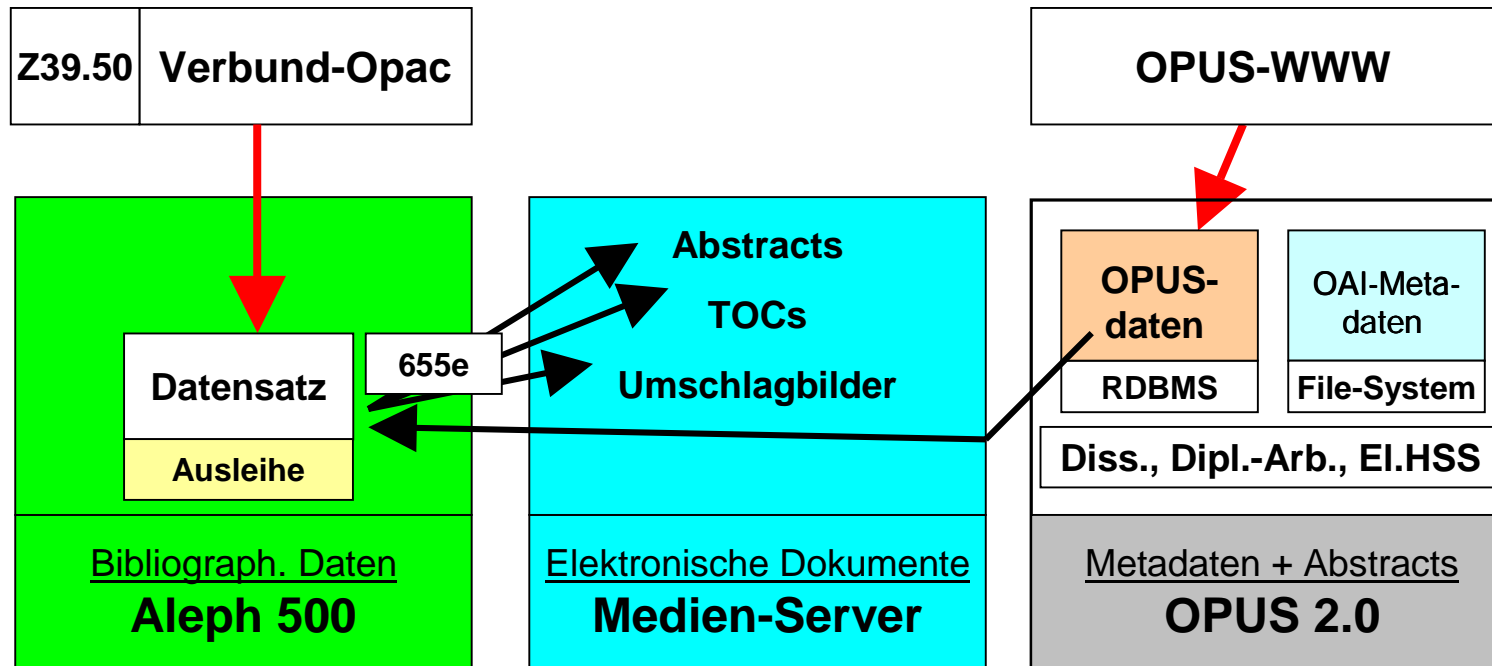 Z39.50
Verbund-Opac
OPUS-WWW
Datensatz
Ausleihe
655e
Bibliograph. Daten
Aleph 500
Abstracts
TOCs
Umschlagbilder
Elektronische Dokumente
Medien-Server
OPUS-
daten
RDBMS
OAI-Meta-
daten
File-System
Diss., Dipl.-Arb., El.HSS
Metadaten + Abstracts
OPUS 2.0